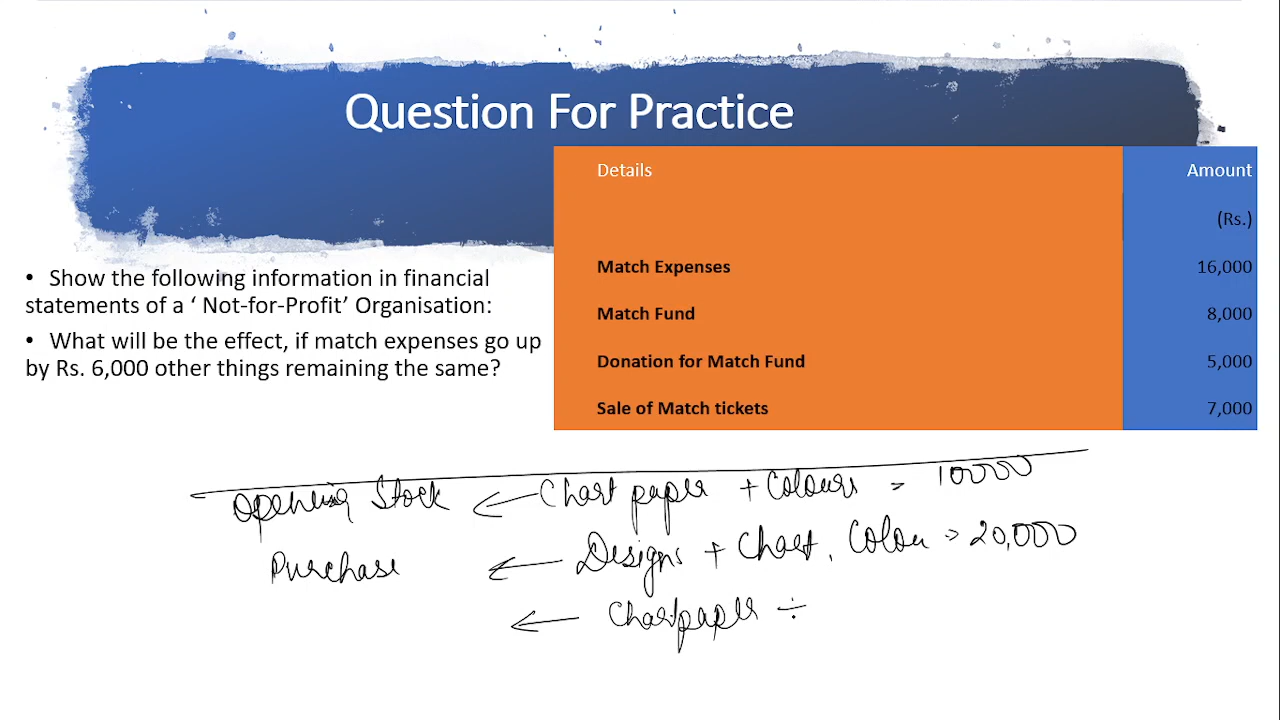 Question For Practice
Details Amount
(Rs.)
Match Expenses 16,000
Match Fund 8,000
Donation for Match Fund 5,000
Sale of Match tickets 7,000
• Show the following information in financial
statements of a ‘ Not-for-Profit’ Organisation:
• What will be the effect, if match expenses go up
by Rs. 6,000 other things remaining the same?
Opening Stock ← Chart paper + Colours = 10000
Purchase ← Designs + Chart, Colou = 20,000
← Chartpaper ÷